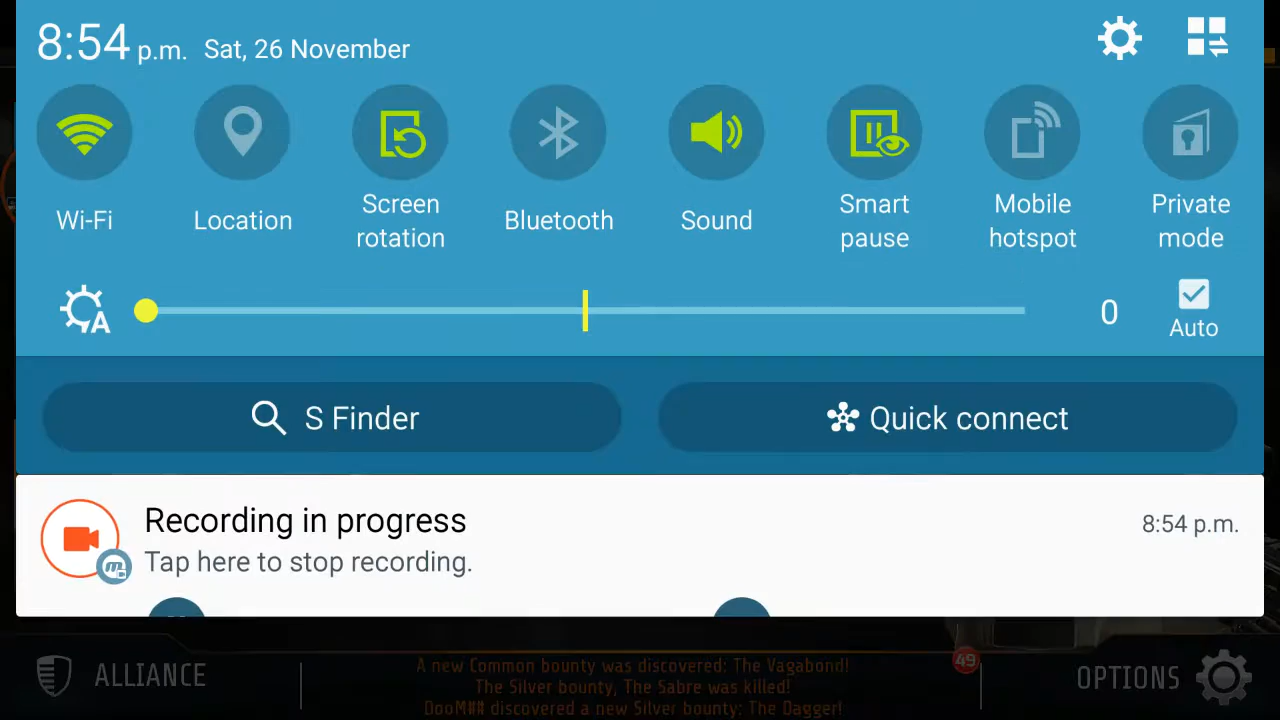 8:54 p.m. Sat, 26 November
Wi-Fi
Location
Screen
rotation
Bluetooth
Sound
Smart
pause
Mobile
hotspot
Private
mode
A
0
Auto
S Finder
Quick connect
Recording in progress
8:54 p.m.
Tap here to stop recording.
ALLIANCE
A new Common bounty was discovered: The Vagabond!
The Silver bounty, The Sabre was killed!
DooM## discovered a new Silver bounty: The Dagger!
49
OPTIONS